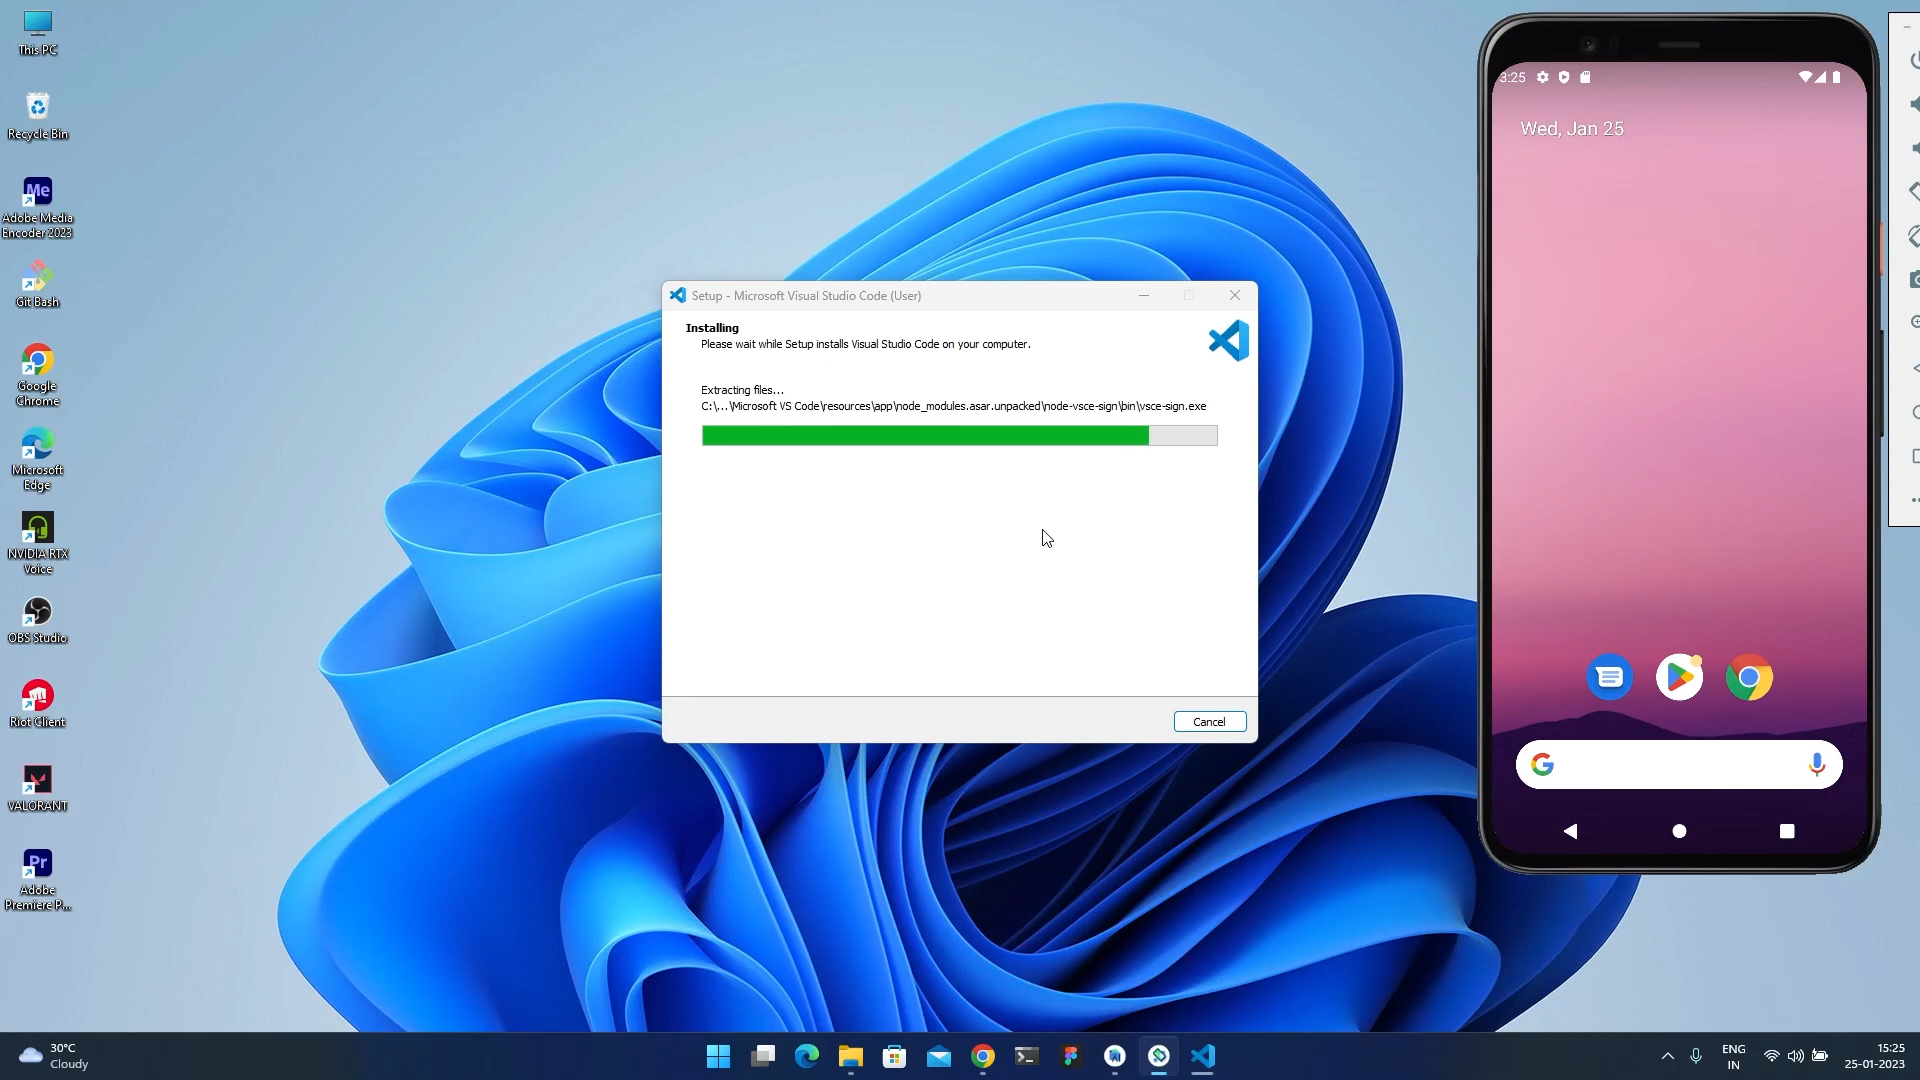 This PC
Recycle Bin
Me
Adobe Media
Encoder 2023
Git Bash
Google
Chrome
Microsoft
Edge
NVIDIA RTX
Voice
OBS Studio
Riot Client
VALORANT
Pr
Adobe
Premiere P...
Setup - Microsoft Visual Studio Code (User)
Installing
Please wait while Setup installs Visual Studio Code on your computer.
Extracting files...
C:\...\Microsoft VS Code\resources\app\node_modules.asar.unpacked\node-vsce-sign\bin\vsce-sign.exe
Cancel
3:25
Wed, Jan 25
30°C
Cloudy
ENG
IN
15:25
25-01-2023